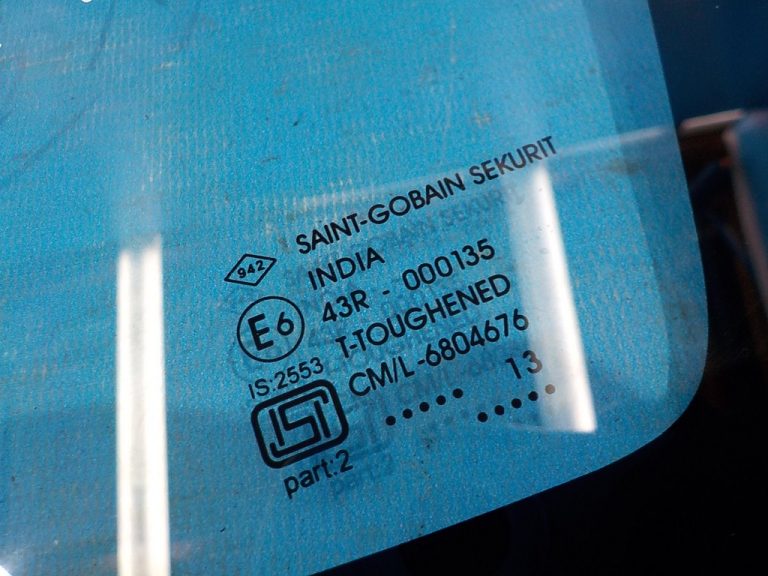 SAINT-GOBAIN SEKURIT
942
INDIA
E6
43R - 000135
T-TOUGHENED
IS:2553
CM/L-6804676
ISI
••••• 13 •••••
part:2